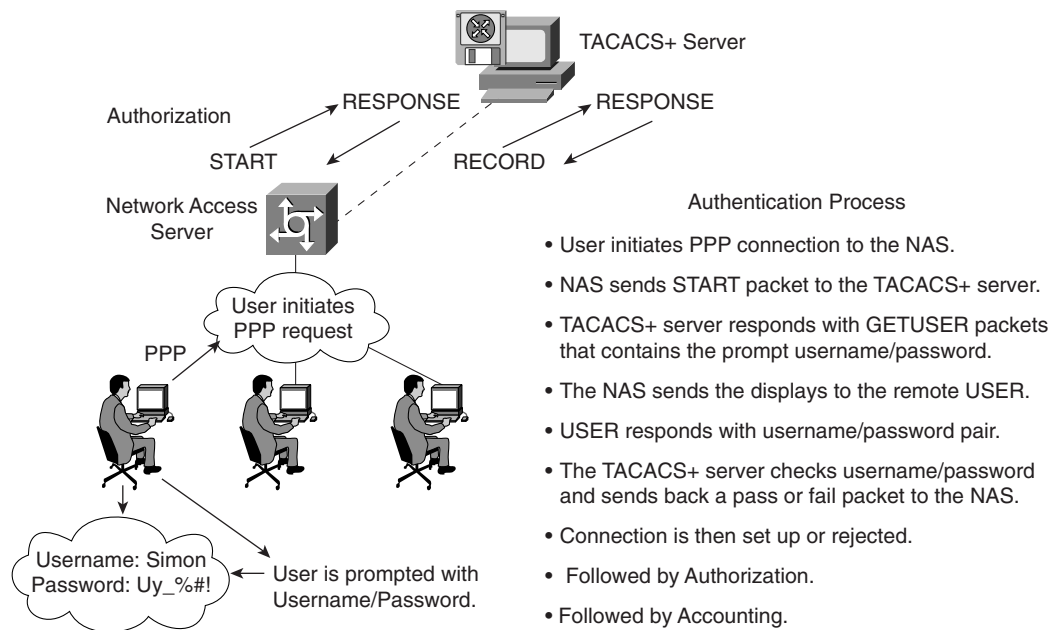 TACACS+ Server
Authorization
RESPONSE
RESPONSE
START
RECORD
Network Access
Server
User initiates
PPP request
PPP
Username: Simon
Password: Uy_%#!
User is prompted with
Username/Password.
Authentication Process
• User initiates PPP connection to the NAS.
• NAS sends START packet to the TACACS+ server.
• TACACS+ server responds with GETUSER packets
that contains the prompt username/password.
• The NAS sends the displays to the remote USER.
• USER responds with username/password pair.
• The TACACS+ server checks username/password
and sends back a pass or fail packet to the NAS.
• Connection is then set up or rejected.
• Followed by Authorization.
• Followed by Accounting.